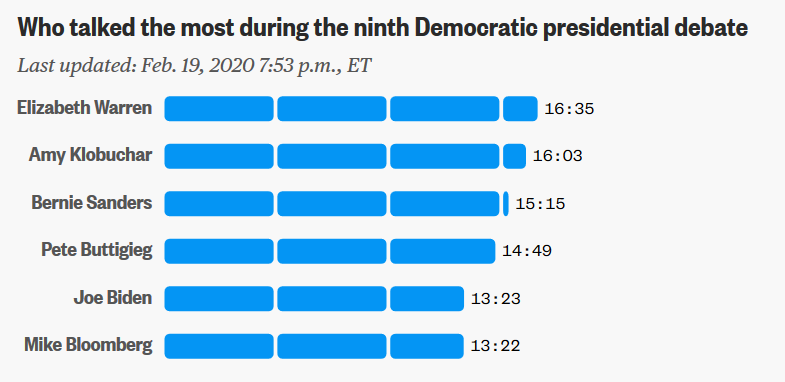 Who talked the most during the ninth Democratic presidential debate
Last updated: Feb. 19, 2020 7:53 p.m., ET
Elizabeth Warren 16:35
Amy Klobuchar 16:03
Bernie Sanders 15:15
Pete Buttigieg 14:49
Joe Biden 13:23
Mike Bloomberg 13:22